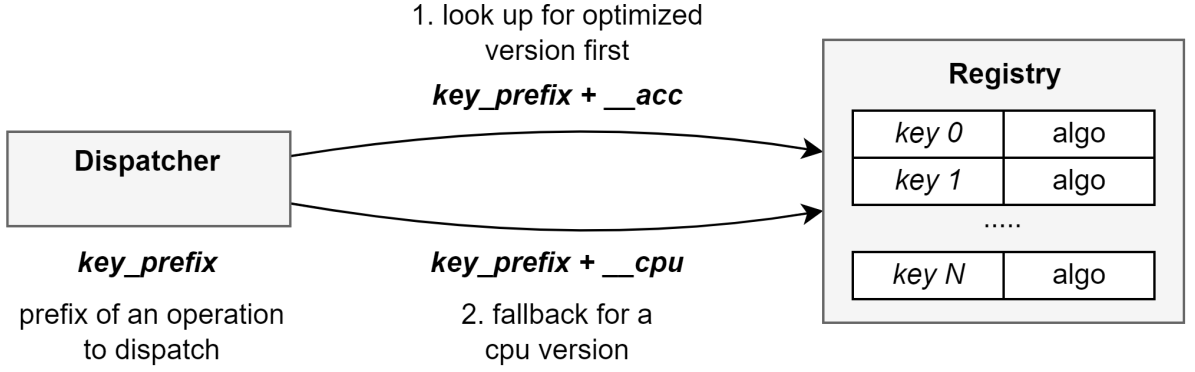 1. look up for optimized
version first
key_prefix + __acc
Dispatcher
key_prefix
prefix of an operation
to dispatch
key_prefix + __cpu
2. fallback for a
cpu version
Registry
key 0 algo
key 1 algo
.....
key N algo